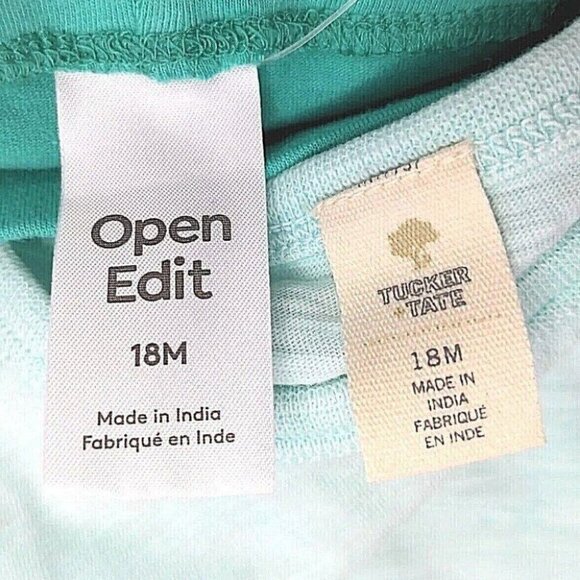 Open
Edit
18M
Made in India
Fabriqué en Inde
TUCKER
+TATE
18M
MADE IN
INDIA
FABRIQUÉ
EN INDE